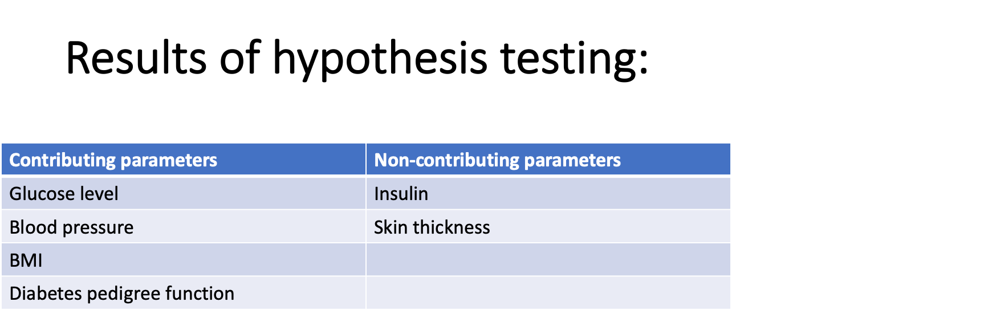 Results of hypothesis testing:
Contributing parameters Non-contributing parameters
Glucose level Insulin
Blood pressure Skin thickness
BMI
Diabetes pedigree function